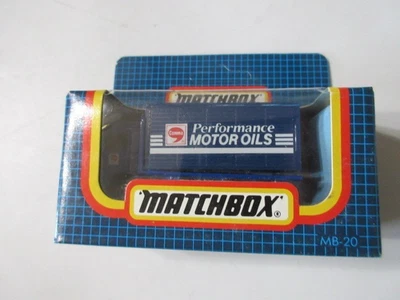 MATCHBOX
Performance
MOTOR OILS
MATCHBOX®
MB-20